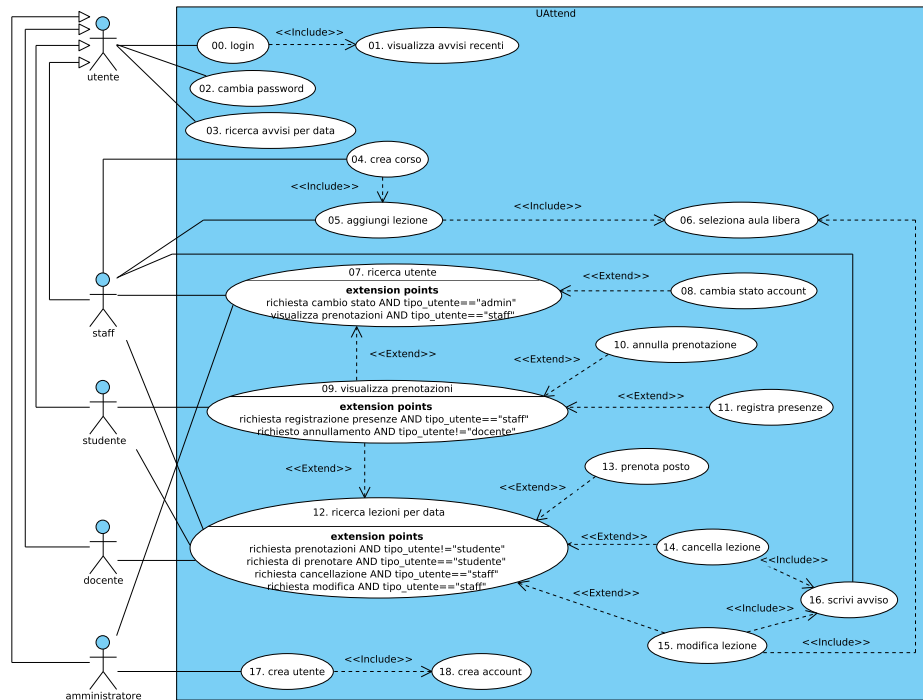 UAttend
00. login
<<Include>>
01. visualizza avvisi recenti
utente
02. cambia password
03. ricerca avvisi per data
04. crea corso
<<Include>>
05. aggiungi lezione
<<Include>>
06. seleziona aula libera
07. ricerca utente
extension points
richiesta cambio stato AND tipo_utente=="admin"
visualizza prenotazioni AND tipo_utente=="staff"
<<Extend>>
08. cambia stato account
staff
<<Extend>>
10. annulla prenotazione
<<Extend>>
09. visualizza prenotazioni
extension points
richiesta registrazione presenze AND tipo_utente=="staff"
richiesto annullamento AND tipo_utente!="docente"
<<Extend>>
11. registra presenze
studente
<<Extend>>
13. prenota posto
<<Extend>>
12. ricerca lezioni per data
extension points
richiesta prenotazioni AND tipo_utente!="studente"
richiesta di prenotare AND tipo_utente=="studente"
richiesta cancellazione AND tipo_utente=="staff"
richiesta modifica AND tipo_utente=="staff"
<<Extend>>
14. cancella lezione
<<Include>>
docente
<<Extend>>
16. scrivi avviso
<<Include>>
15. modifica lezione
<<Include>>
17. crea utente
<<Include>>
18. crea account
amministratore